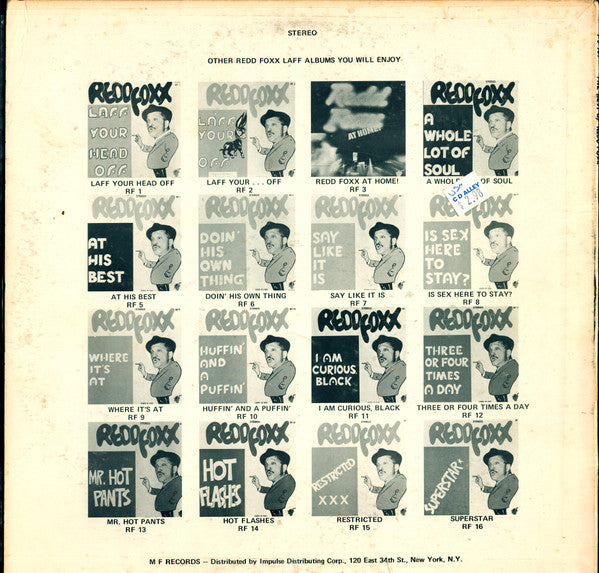 STEREO
OTHER REDD FOXX LAFF ALBUMS YOU WILL ENJOY
REDD FOXX REDD FOXX REDD FOXX
LAFF YOUR HEAD OFF
LAFF YOUR OFF
AT HOME!
A WHOLE LOT OF SOUL
LAFF YOUR HEAD OFF LAFF YOUR . . . OFF REDD FOXX AT HOME! A WHOLE OF SOUL
RF 1 RF 2 RF 3
CD ALLEY
2.98
REDD FOXX REDD FOXX REDD FOXX REDD FOXX
AT HIS BEST
DOIN' HIS OWN THING
SAY LIKE IT IS
IS SEX HERE TO STAY?
AT HIS BEST DOIN' HIS OWN THING SAY LIKE IT IS IS SEX HERE TO STAY?
RF 5 RF 6 RF 7 RF 8
REDD FOXX REDD FOXX REDD FOXX REDD FOXX
WHERE IT'S AT
HUFFIN' AND A PUFFIN'
I AM CURIOUS, BLACK
THREE OR FOUR TIMES A DAY
WHERE IT'S AT HUFFIN' AND A PUFFIN' I AM CURIOUS, BLACK THREE OR FOUR TIMES A DAY
RF 9 RF 10 RF 11 RF 12
REDD FOXX REDD FOXX REDD FOXX REDD FOXX
MR. HOT PANTS
HOT FLASHES
RESTRICTED XXX
SUPERSTAR
MR. HOT PANTS HOT FLASHES RESTRICTED SUPERSTAR
RF 13 RF 14 RF 15 RF 16
M F RECORDS -- Distributed by Impulse Distributing Corp., 120 East 34th St., New York, N.Y.